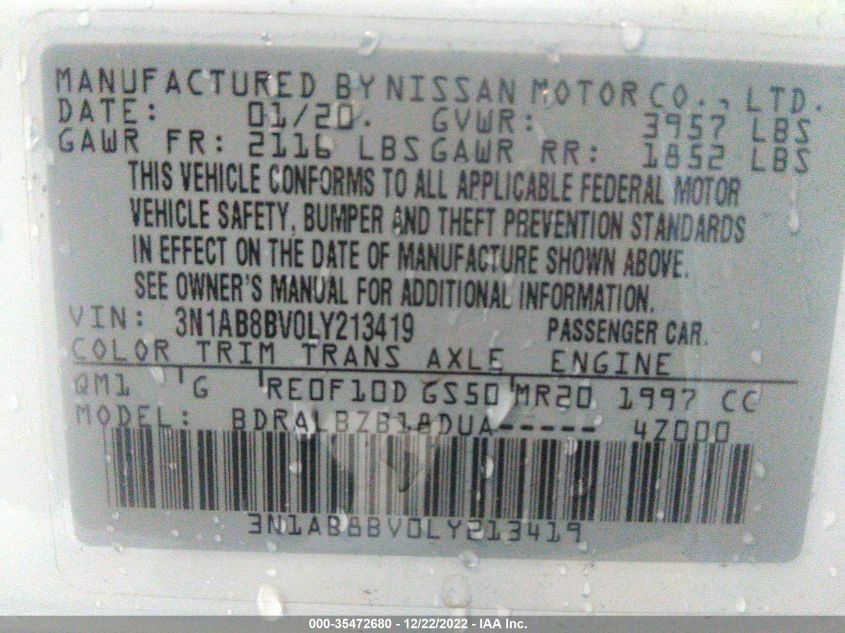 MANUFACTURED BY NISSAN MOTOR CO., LTD.
DATE: 01/20. GVWR: 3957 LBS
GAWR FR: 2116 LBS GAWR RR: 1852 LBS
THIS VEHICLE CONFORMS TO ALL APPLICABLE FEDERAL MOTOR
VEHICLE SAFETY, BUMPER AND THEFT PREVENTION STANDARDS
IN EFFECT ON THE DATE OF MANUFACTURE SHOWN ABOVE.
SEE OWNER'S MANUAL FOR ADDITIONAL INFORMATION.
VIN: 3N1AB8BV0LY213419 PASSENGER CAR.
COLOR TRIM TRANS AXLE ENGINE
QM1 G RE0F10D GS50 MR20 1997 CC
MODEL: BDRALBZB18DUA----- 4Z000
3N1AB8BV0LY213419
000-35472680 - 12/22/2022 - IAA Inc.